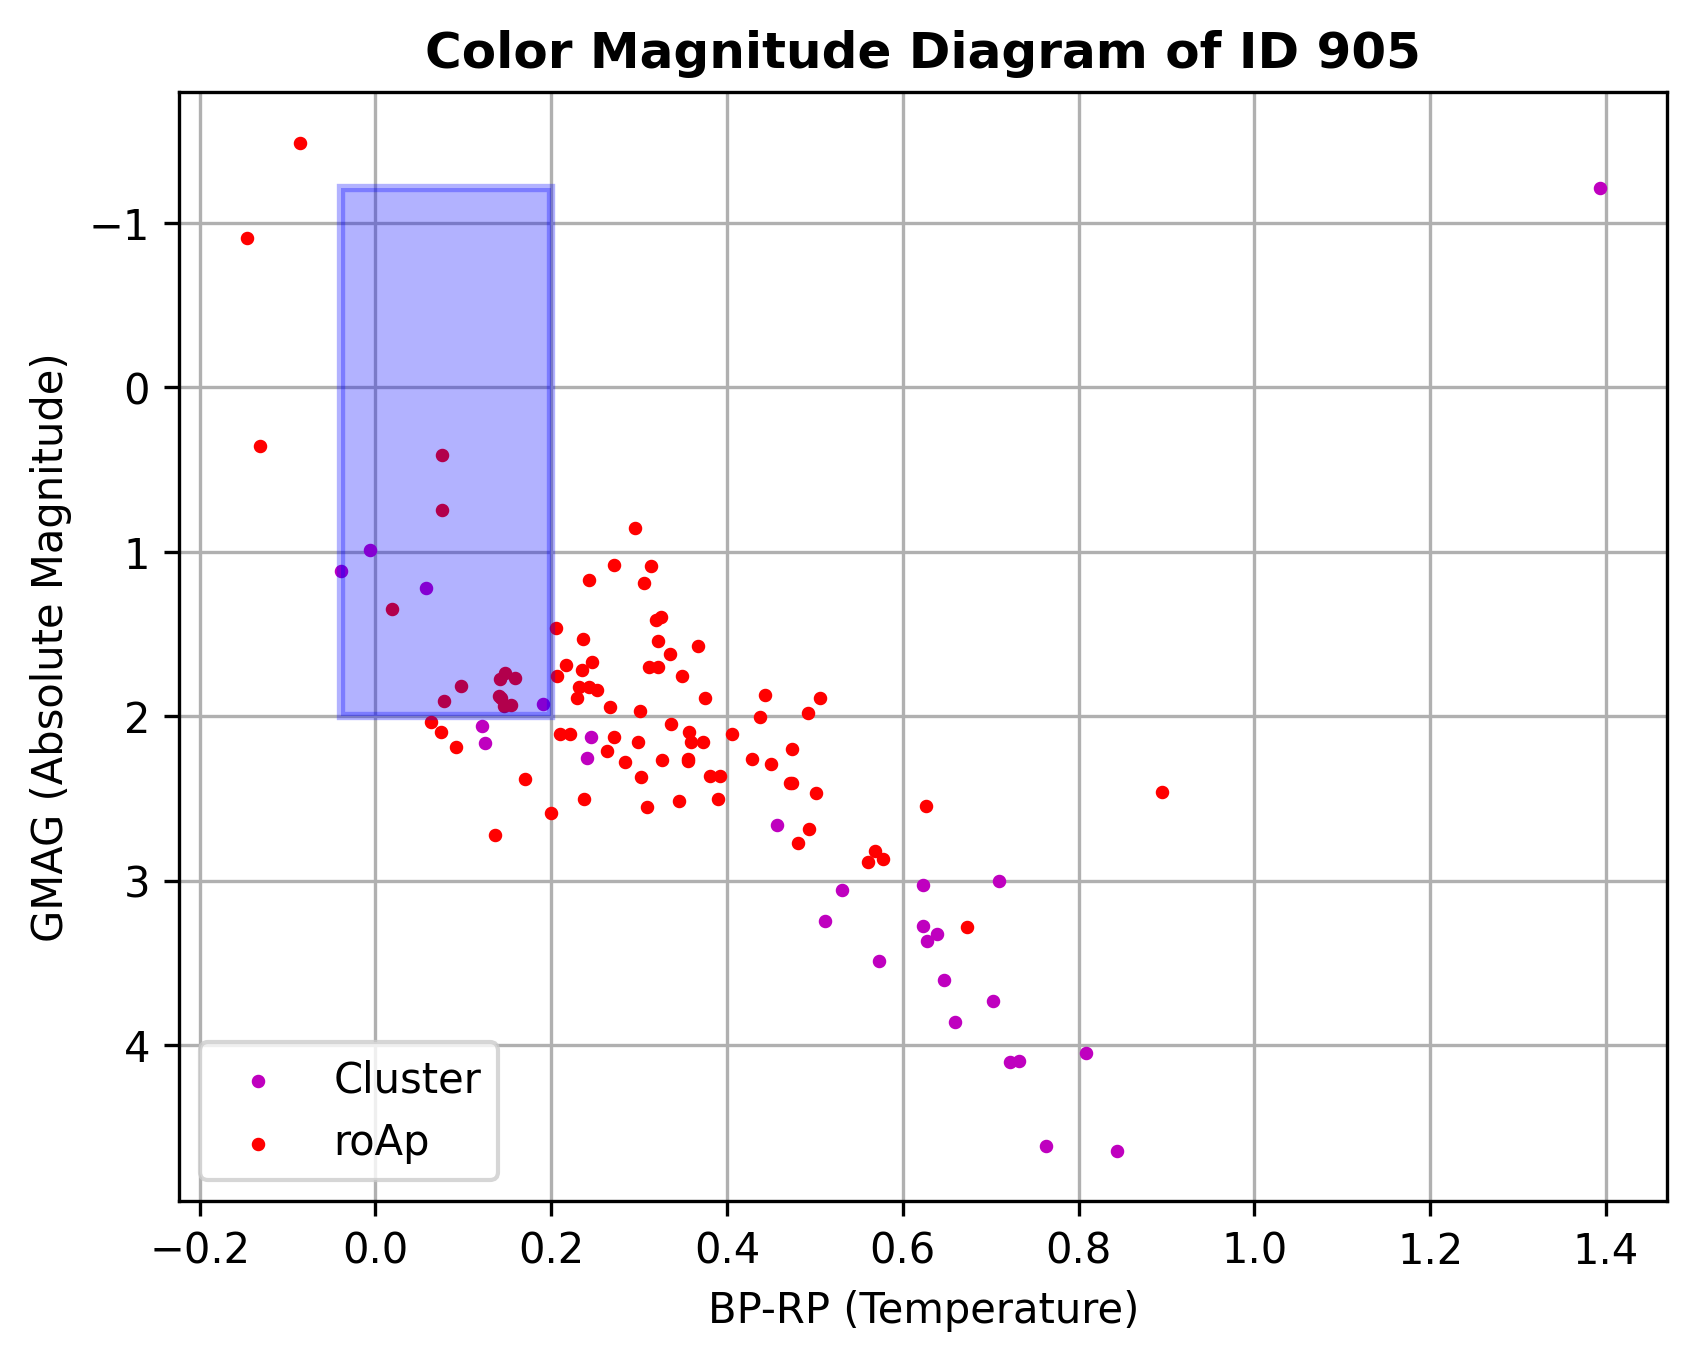 Color Magnitude Diagram of ID 905
GMAG (Absolute Magnitude)
−1
0
1
2
3
4
Cluster
roAp
−0.2 0.0 0.2 0.4 0.6 0.8 1.0 1.2 1.4
BP-RP (Temperature)